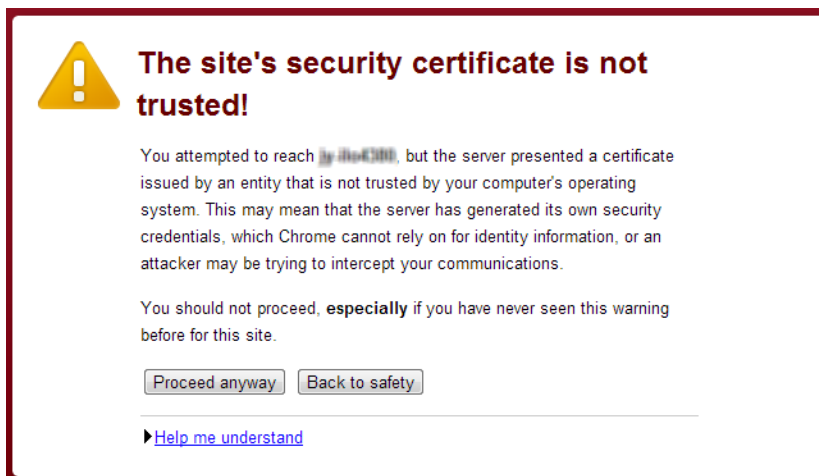 The site's security certificate is not
trusted!
You attempted to reach , but the server presented a certificate
issued by an entity that is not trusted by your computer's operating
system. This may mean that the server has generated its own security
credentials, which Chrome cannot rely on for identity information, or an
attacker may be trying to intercept your communications.
You should not proceed, especially if you have never seen this warning
before for this site.
Proceed anyway Back to safety
Help me understand